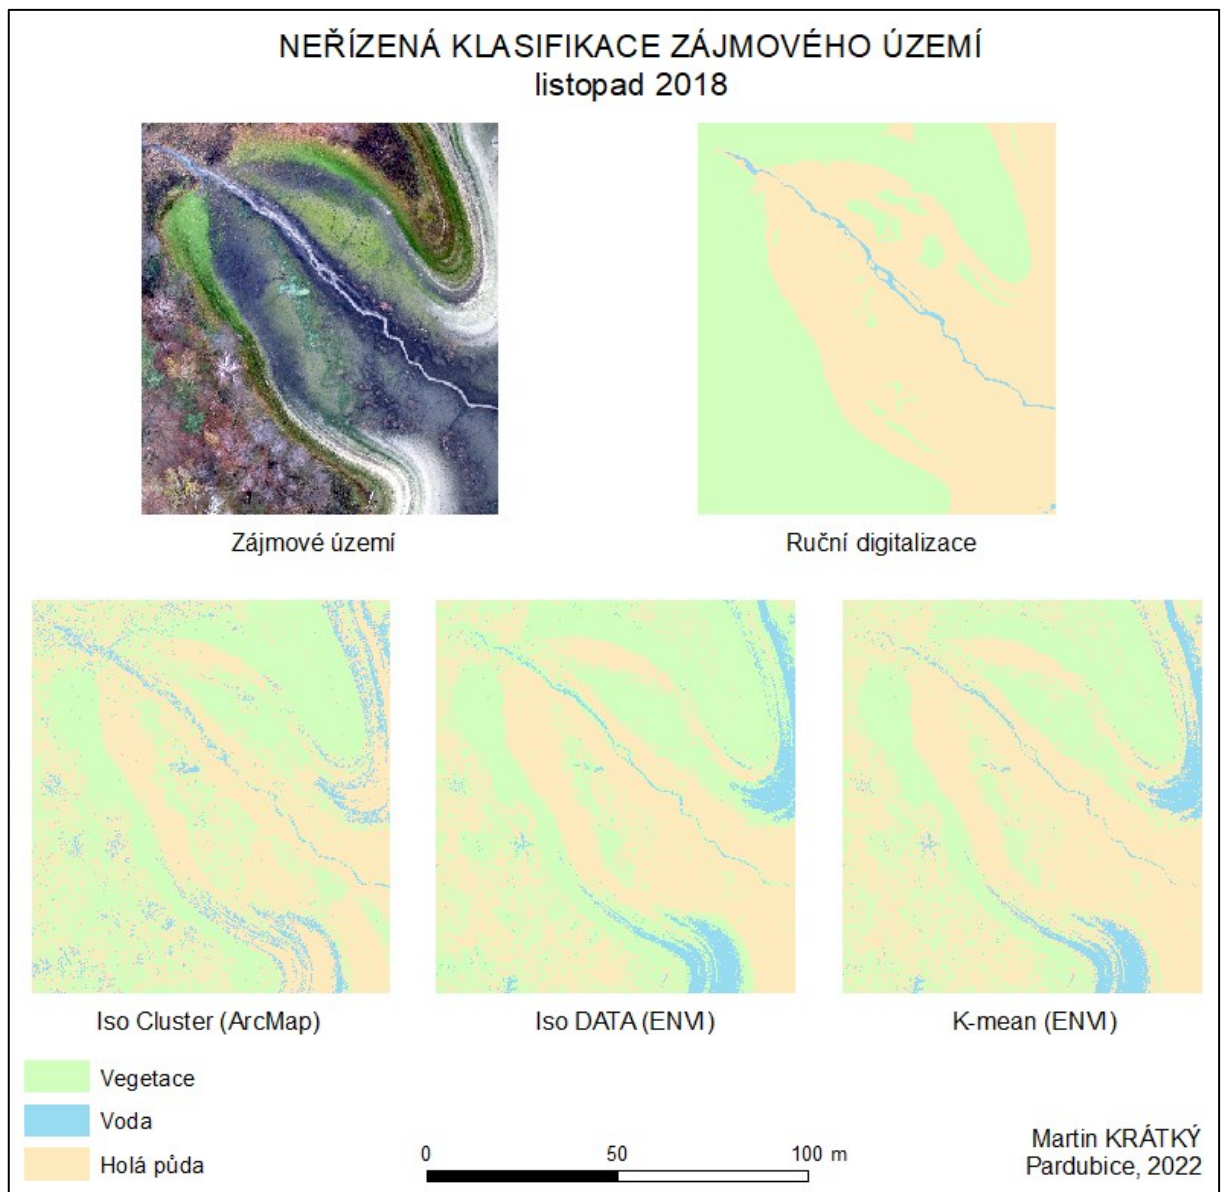 NEŘÍZENÁ KLASIFIKACE ZÁJMOVÉHO ÚZEMÍ
listopad 2018
Zájmové území
Ruční digitalizace
Iso Cluster (ArcMap)
Iso DATA (ENVI)
K-mean (ENVI)
Vegetace
Voda
Holá půda
0 50 100 m
Martin KRÁTKÝ
Pardubice, 2022